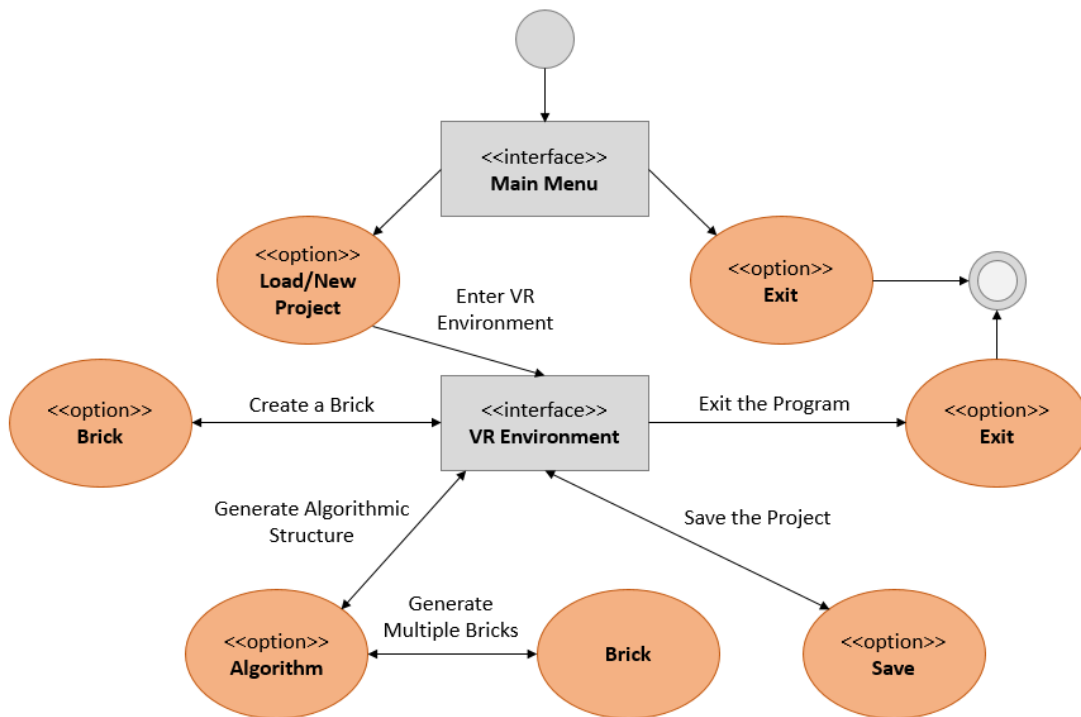 <<interface>>
Main Menu
<<option>>
Load/New
Project
<<option>>
Exit
Enter VR
Environment
<<option>>
Brick
Create a Brick
<<interface>>
VR Environment
Exit the Program
<<option>>
Exit
Generate Algorithmic
Structure
Save the Project
<<option>>
Algorithm
Generate
Multiple Bricks
Brick
<<option>>
Save